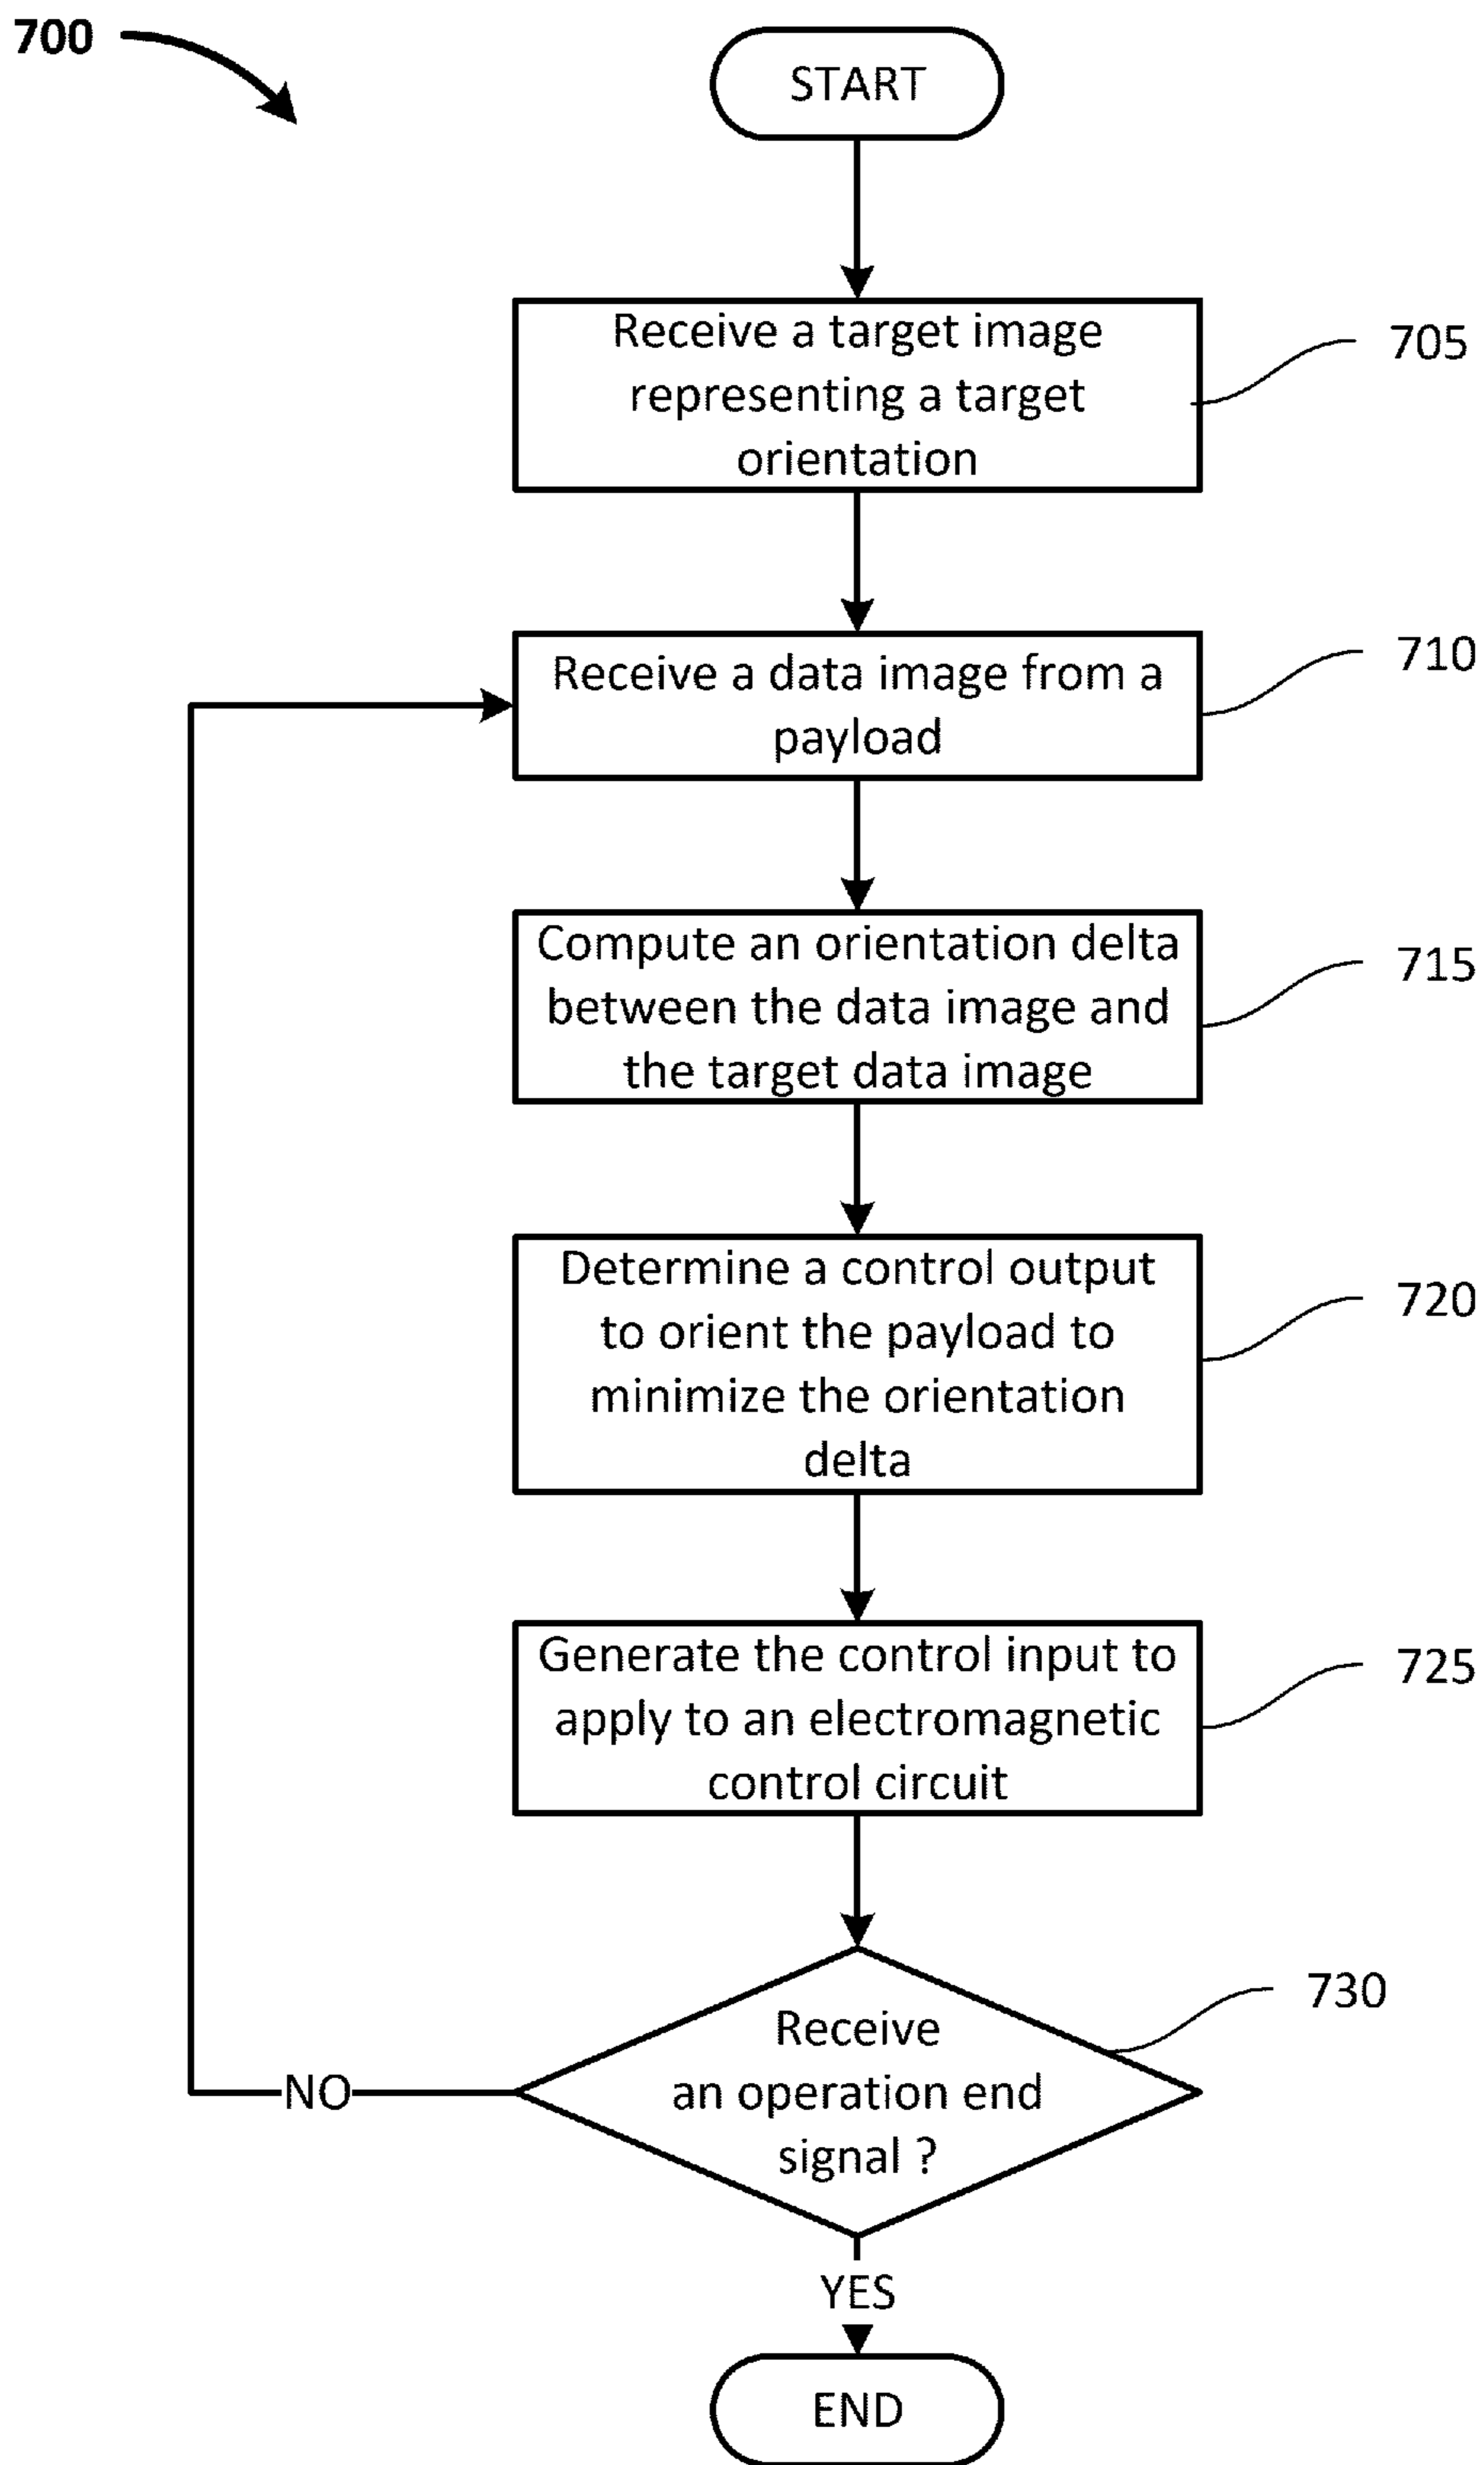 700
START
Receive a target image
representing a target
orientation
705
Receive a data image from a
payload
710
Compute an orientation delta
between the data image and
the target data image
715
Determine a control output
to orient the payload to
minimize the orientation
delta
720
Generate the control input to
apply to an electromagnetic
control circuit
725
Receive
an operation end
signal ?
730
NO
YES
END